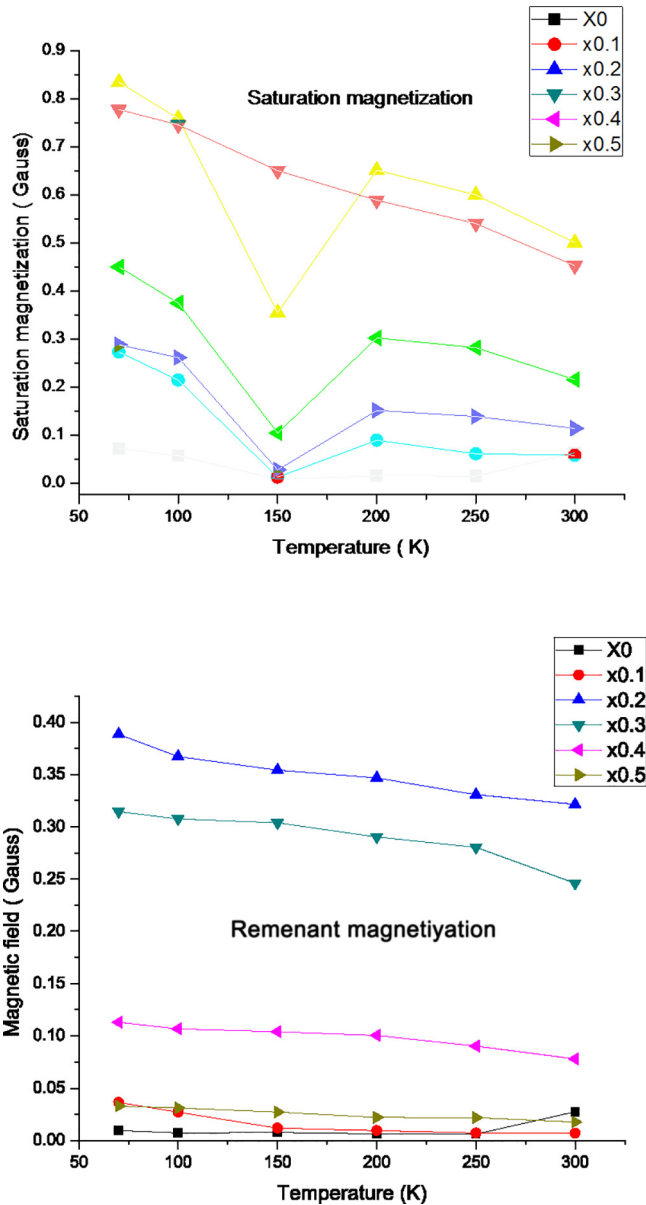 X0
x0.1
x0.2
x0.3
x0.4
x0.5
Saturation magnetization
Saturation magnetization ( Gauss)
0.9
0.8
0.7
0.6
0.5
0.4
0.3
0.2
0.1
0.0
50 100 150 200 250 300
Temperature ( K)
X0
x0.1
x0.2
x0.3
x0.4
x0.5
Magnetic field ( Gauss)
0.40
0.35
0.30
0.25
0.20
0.15
0.10
0.05
0.00
Remenant magnetiyation
50 100 150 200 250 300
Temperature (K)